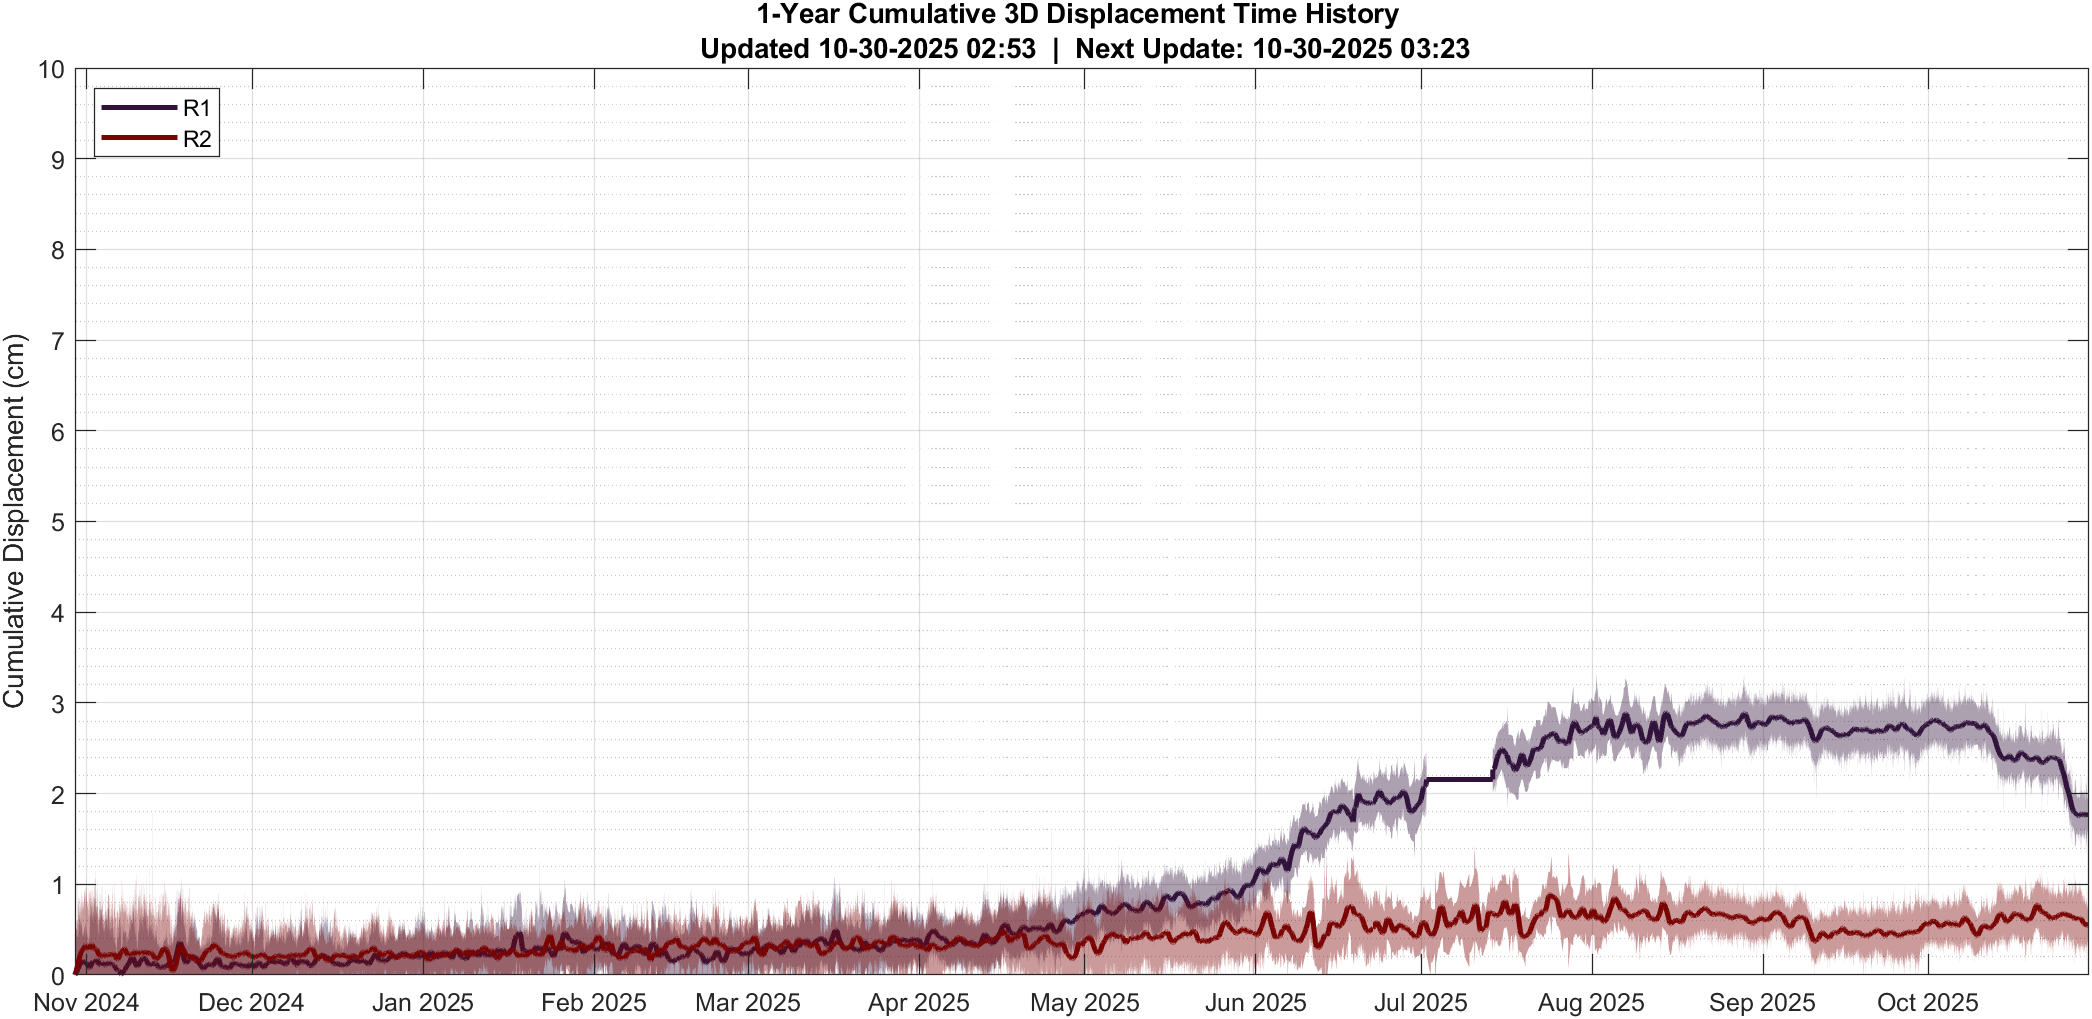 1-Year Cumulative 3D Displacement Time History
Updated 10-30-2025 02:53 | Next Update: 10-30-2025 03:23
R1
R2
Cumulative Displacement (cm)
10
9
8
7
6
5
4
3
2
1
0
Nov 2024 Dec 2024 Jan 2025 Feb 2025 Mar 2025 Apr 2025 May 2025 Jun 2025 Jul 2025 Aug 2025 Sep 2025 Oct 2025